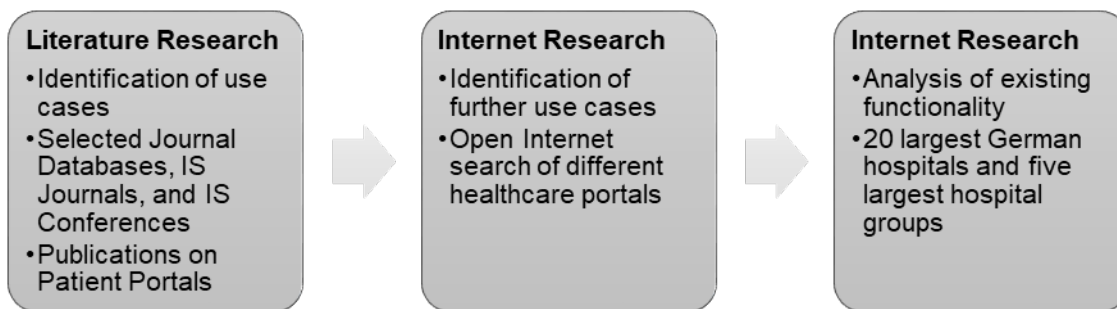 Literature Research
•Identification of use
cases
•Selected Journal
Databases, IS
Journals, and IS
Conferences
•Publications on
Patient Portals
Internet Research
•Identification of
further use cases
•Open Internet
search of different
healthcare portals
Internet Research
•Analysis of existing
functionality
•20 largest German
hospitals and five
largest hospital
groups